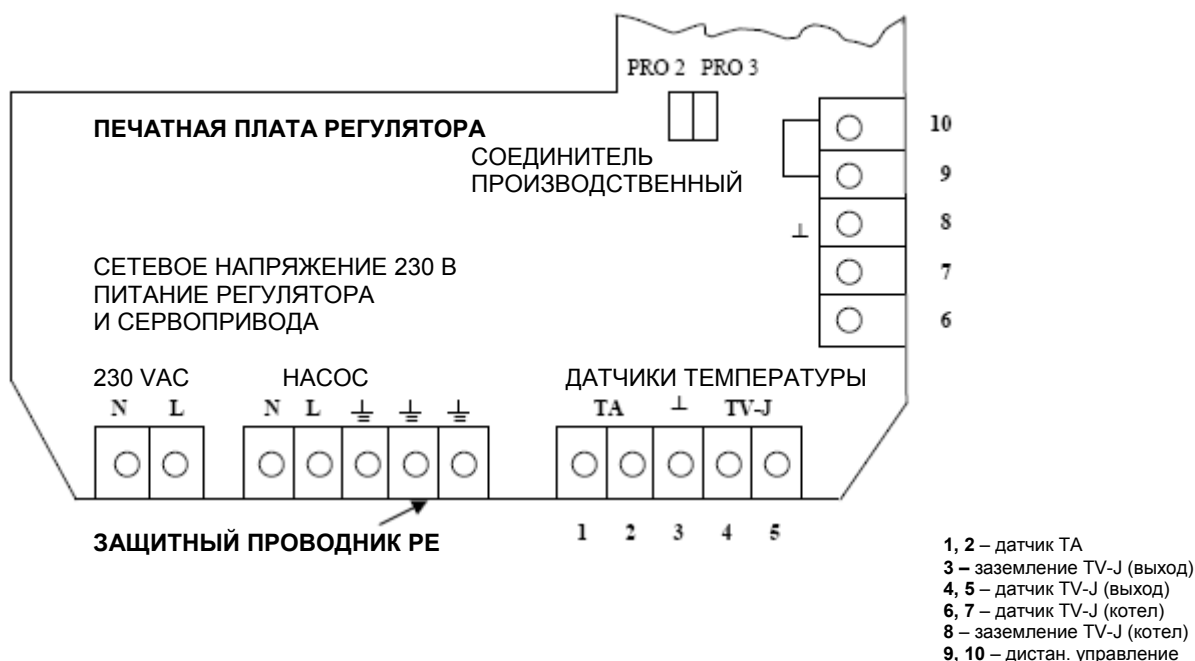 PRO 2 PRO 3
ПЕЧАТНАЯ ПЛАТА РЕГУЛЯТОРА
СОЕДИНИТЕЛЬ
ПРОИЗВОДСТВЕННЫЙ
10
9
8
7
6
СЕТЕВОЕ НАПРЯЖЕНИЕ 230 В
ПИТАНИЕ РЕГУЛЯТОРА
И СЕРВОПРИВОДА
230 VAC НАСОС ДАТЧИКИ ТЕМПЕРАТУРЫ
N L N L TA TV-J
ЗАЩИТНЫЙ ПРОВОДНИК PE
1 2 3 4 5
1, 2 – датчик TA
3 – заземление TV-J (выход)
4, 5 – датчик TV-J (выход)
6, 7 – датчик TV-J (котел)
8 – заземление TV-J (котел)
9, 10 – дистан. управление